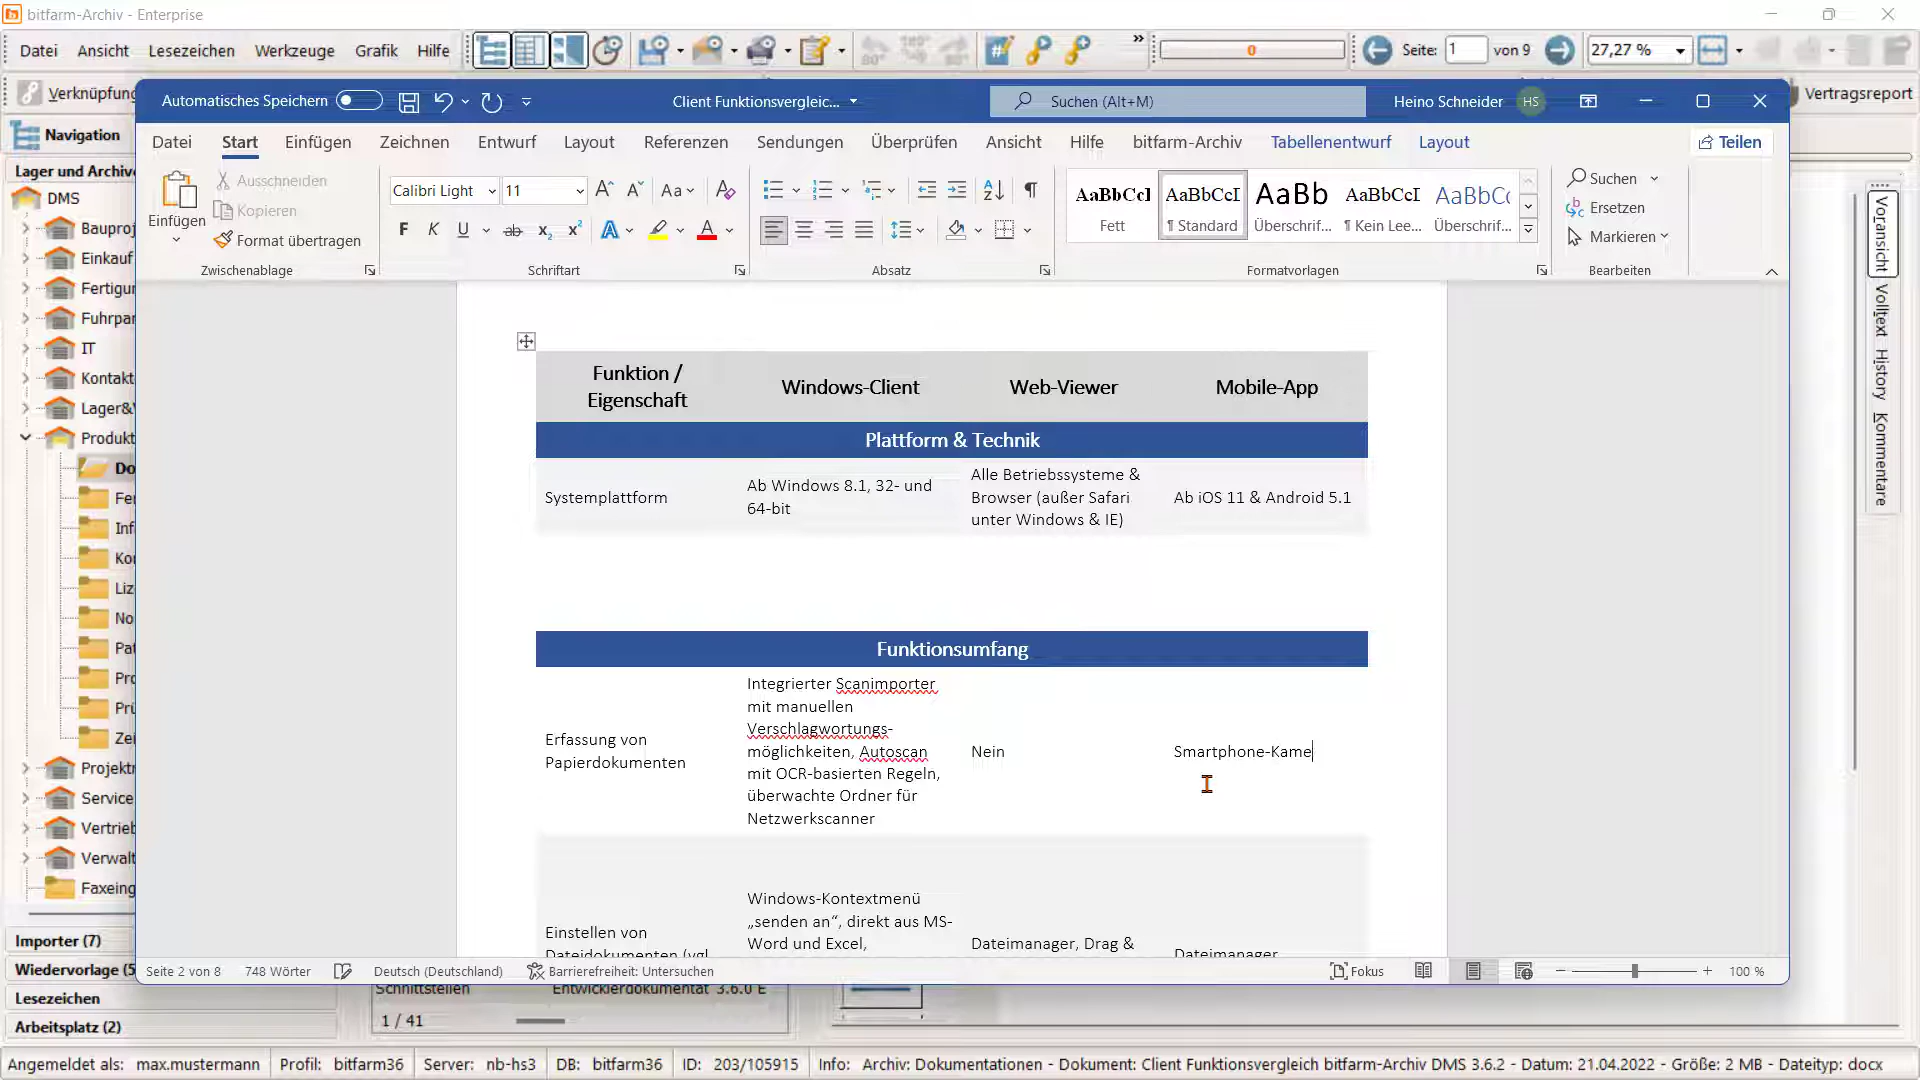 bitfarm-Archiv - Enterprise
Datei Ansicht Lesezeichen Werkzeuge Grafik Hilfe
0
Seite: 1 von 9 27,27 %
Verknüpfung
Vertragsreport
Automatisches Speichern
Client Funktionsvergleic...
Suchen (Alt+M)
Heino Schneider HS
Datei Start Einfügen Zeichnen Entwurf Layout Referenzen Sendungen Überprüfen Ansicht Hilfe bitfarm-Archiv Tabellenentwurf Layout Teilen
Einfügen
Ausschneiden
Kopieren
Format übertragen
Zwischenablage
Calibri Light 11
Schriftart
Absatz
AaBbCcI AaBbCcI AaBb AaBbCcI AaBbCc
Fett ¶ Standard Überschrif... ¶ Kein Lee... Überschrif...
Formatvorlagen
Suchen
Ersetzen
Markieren
Bearbeiten
Navigation
Lager und Archive
DMS
Bauproj
Einkauf
Fertigur
Fuhrpar
IT
Kontakt
Lager&V
Produkt
Do
Fer
Inf
Kor
Liz
No
Pat
Pro
Prü
Zei
Projektr
Service
Vertrieb
Verwalt
Faxeing
Importer (7)
Wiedervorlage (5
Lesezeichen
Arbeitsplatz (2)
Funktion / Eigenschaft Windows-Client Web-Viewer Mobile-App
Plattform & Technik
Systemplattform
Ab Windows 8.1, 32- und
64-bit
Alle Betriebssysteme &
Browser (außer Safari
unter Windows & IE)
Ab iOS 11 & Android 5.1
Funktionsumfang
Erfassung von
Papierdokumenten
Integrierter Scanimporter
mit manuellen
Verschlagwortungs-
möglichkeiten, Autoscan
mit OCR-basierten Regeln,
überwachte Ordner für
Netzwerkscanner
Nein
Smartphone-Kame
Einstellen von
Dateidokumenten (vgl
Windows-Kontextmenü
„senden an“, direkt aus MS-
Word und Excel,
Dateimanager, Drag &
Dateimanager
Voransicht
Volltext
History
Kommentare
Seite 2 von 8 748 Wörter Deutsch (Deutschland) Barrierefreiheit: Untersuchen Fokus 100 %
Schnittstellen Entwicklerdokumentat 3.6.0 E
1 / 41
Angemeldet als: max.mustermann Profil: bitfarm36 Server: nb-hs3 DB: bitfarm36 ID: 203/105915 Info: Archiv: Dokumentationen - Dokument: Client Funktionsvergleich bitfarm-Archiv DMS 3.6.2 - Datum: 21.04.2022 - Größe: 2 MB - Dateityp: docx